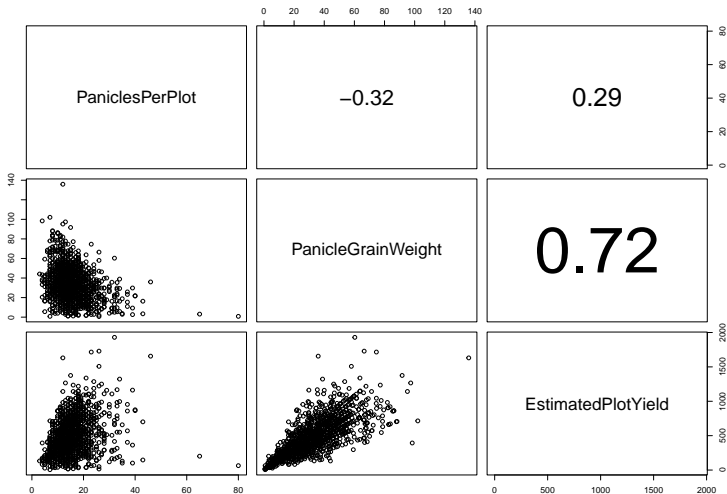 0 20 40 60 80 100 140
PaniclesPerPlot
−0.32
0.29
0 20 40 60 80
0 20 40 60 80 100 140
PanicleGrainWeight
0.72
EstimatedPlotYield
0 500 1000 1500 2000
0 20 40 60 80
0 500 1000 1500 2000